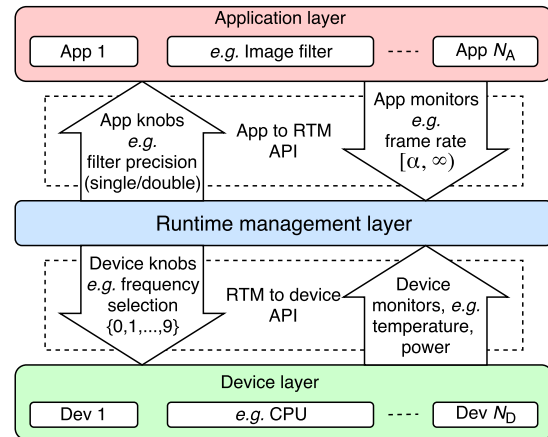 Application layer
App 1
e.g. Image filter
App N_A
App knobs
e.g.
filter precision
(single/double)
App to RTM
API
App monitors
e.g.
frame rate
[α, ∞)
Runtime management layer
Device knobs
e.g. frequency
selection
{0,1,...,9}
RTM to device
API
Device
monitors, e.g.
temperature,
power
Device layer
Dev 1
e.g. CPU
Dev N_D